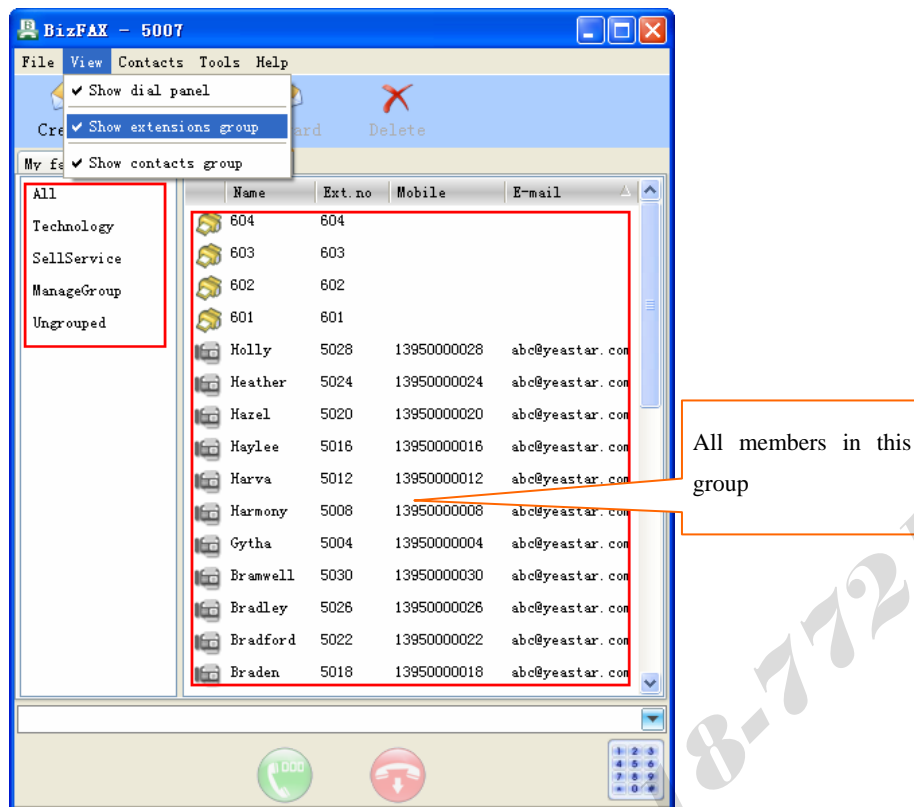 BizFAX - 5007
File View Contacts Tools Help
Show dial panel
Show extensions group
Show contacts group
Delete
All
Technology
SellService
ManageGroup
Ungrouped
Name Ext.no Mobile E-mail
604 604
603 603
602 602
601 601
Holly 5028 13950000028 abc@yeastar.com
Heather 5024 13950000024 abc@yeastar.com
Hazel 5020 13950000020 abc@yeastar.com
Haylee 5016 13950000016 abc@yeastar.com
Harva 5012 13950000012 abc@yeastar.com
Harmony 5008 13950000008 abc@yeastar.com
Gytha 5004 13950000004 abc@yeastar.com
Bramwell 5030 13950000030 abc@yeastar.com
Bradley 5026 13950000026 abc@yeastar.com
Bradford 5022 13950000022 abc@yeastar.com
Braden 5018 13950000018 abc@yeastar.com
All members in this
group
1 2 3
4 5 6
7 8 9
* 0 #